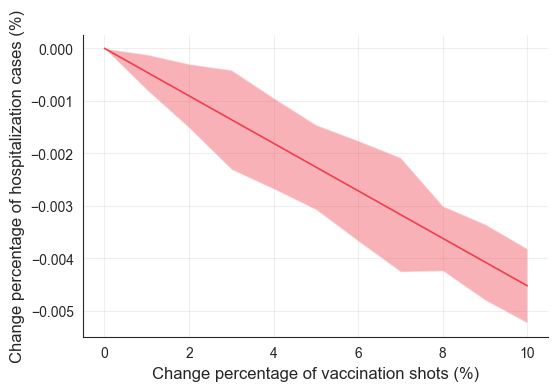 Change percentage of hospitalization cases (%)
0.000
−0.001
−0.002
−0.003
−0.004
−0.005
0 2 4 6 8 10
Change percentage of vaccination shots (%)